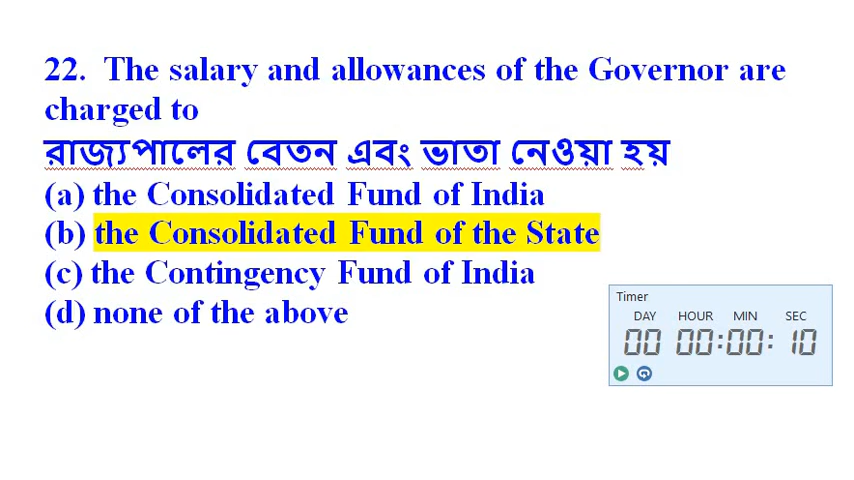 22. The salary and allowances of the Governor are
charged to
রাজ্যপালের বেতন এবং ভাতা নেওয়া হয়
(a) the Consolidated Fund of India
(b) the Consolidated Fund of the State
(c) the Contingency Fund of India
(d) none of the above
Timer
DAY HOUR MIN SEC
00 00:00: 10